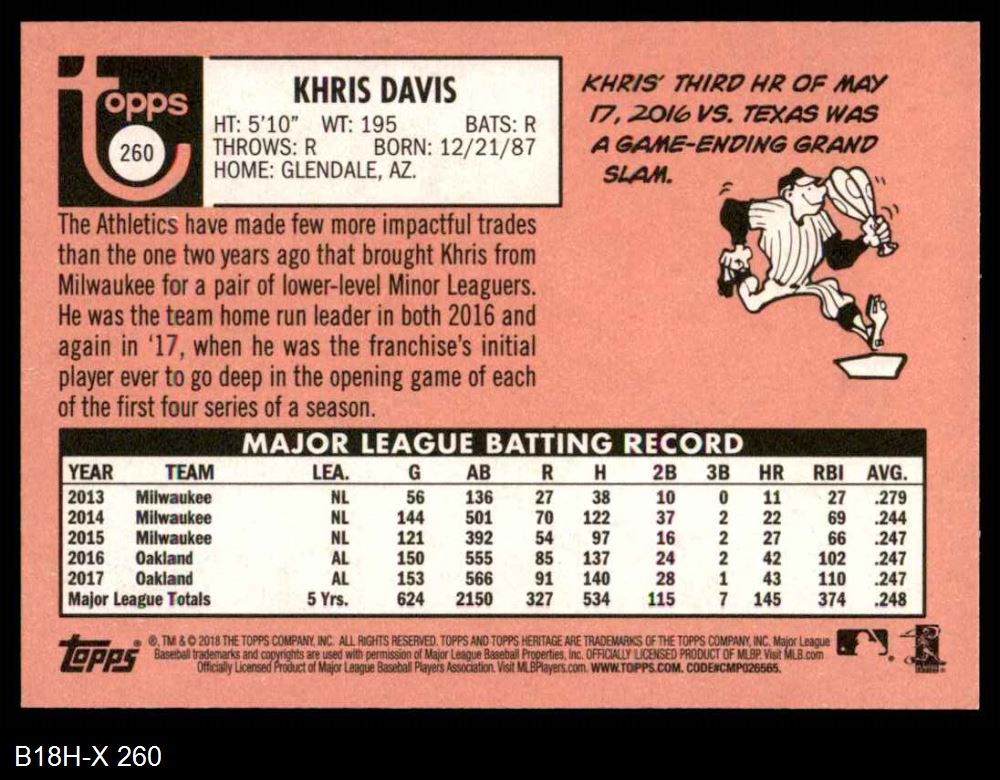 Topps
260
KHRIS DAVIS
HT: 5'10" WT: 195 BATS: R
THROWS: R BORN: 12/21/87
HOME: GLENDALE, AZ.
KHRIS' THIRD HR OF MAY
17, 2016 VS. TEXAS WAS
A GAME-ENDING GRAND
SLAM.
The Athletics have made few more impactful trades
than the one two years ago that brought Khris from
Milwaukee for a pair of lower-level Minor Leaguers.
He was the team home run leader in both 2016 and
again in '17, when he was the franchise's initial
player ever to go deep in the opening game of each
of the first four series of a season.
MAJOR LEAGUE BATTING RECORD
YEAR TEAM LEA. G AB R H 2B 3B HR RBI AVG.
2013 Milwaukee NL 56 136 27 38 10 0 11 27 .279
2014 Milwaukee NL 144 501 70 122 37 2 22 69 .244
2015 Milwaukee NL 121 392 54 97 16 2 27 66 .247
2016 Oakland AL 150 555 85 137 24 2 42 102 .247
2017 Oakland AL 153 566 91 140 28 1 43 110 .247
Major League Totals 5 Yrs. 624 2150 327 534 115 7 145 374 .248
Topps ® ®, TM & © 2018 THE TOPPS COMPANY, INC. ALL RIGHTS RESERVED. TOPPS AND TOPPS HERITAGE ARE TRADEMARKS OF THE TOPPS COMPANY, INC. Major League
Baseball trademarks and copyrights are used with permission of Major League Baseball Properties, Inc. OFFICIALLY LICENSED PRODUCT OF MLBP. Visit MLB.com
Officially Licensed Product of Major League Baseball Players Association. Visit MLBPlayers.com. WWW.TOPPS.COM. CODE#CMP026565.
B18H-X 260